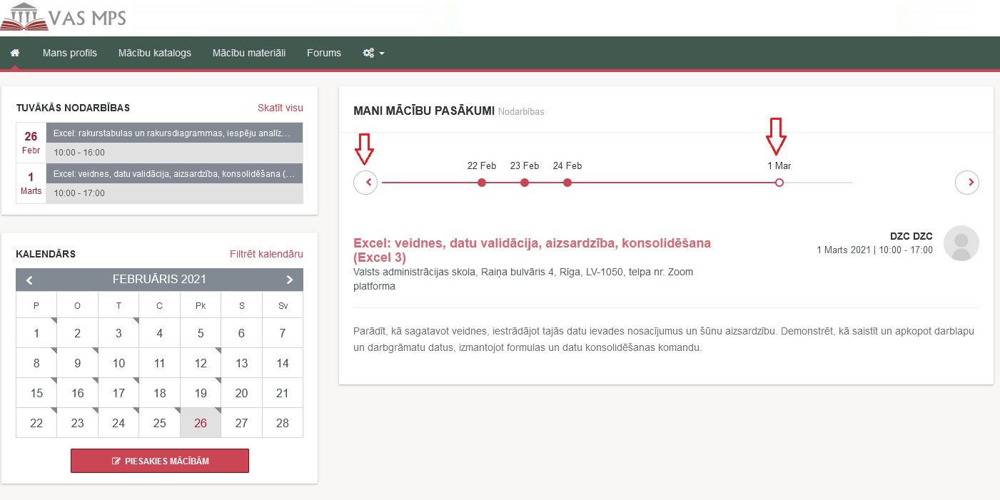 VAS MPS
Mans profils Mācību katalogs Mācību materiāli Forums
TUVĀKĀS NODARBĪBAS Skatīt visu
26 Febr
Excel: rakurstabulas un rakursdiagrammas, iespēju analīz…
10:00 - 16:00
1 Marts
Excel: veidnes, datu validācija, aizsardzība, konsolidēšana (…
10:00 - 17:00
KALENDĀRS Filtrēt kalendāru
FEBRUĀRIS 2021
P O T C Pk S Sv
1 2 3 4 5 6 7
8 9 10 11 12 13 14
15 16 17 18 19 20 21
22 23 24 25 26 27 28
PIESAKIES MĀCĪBĀM
MANI MĀCĪBU PASĀKUMI Nodarbības
22 Feb 23 Feb 24 Feb 1 Mar
Excel: veidnes, datu validācija, aizsardzība, konsolidēšana
(Excel 3)
Valsts administrācijas skola, Raiņa bulvāris 4, Rīga, LV-1050, telpa nr. Zoom
platforma
DZC DZC
1 Marts 2021 | 10:00 - 17:00
Parādīt, kā sagatavot veidnes, iestrādājot tajās datu ievades nosacījumus un šūnu aizsardzību. Demonstrēt, kā saistīt un apkopot darblapu
un darbgrāmatu datus, izmantojot formulas un datu konsolidēšanas komandu.